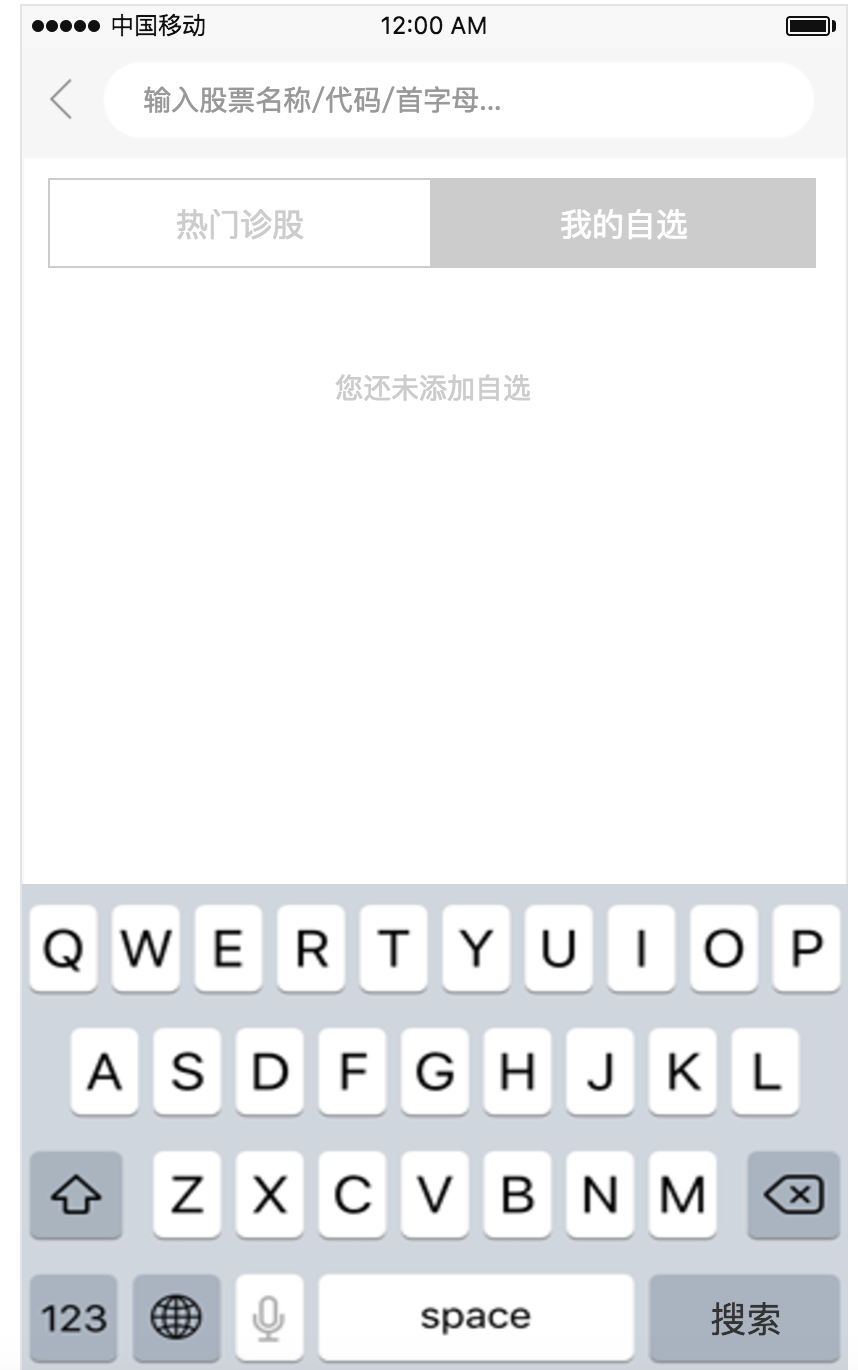 中国移动 12:00 AM
输入股票名称/代码/首字母...
热门诊股 我的自选
您还未添加自选
Q W E R T Y U I O P
A S D F G H J K L
Z X C V B N M
123 space 搜索